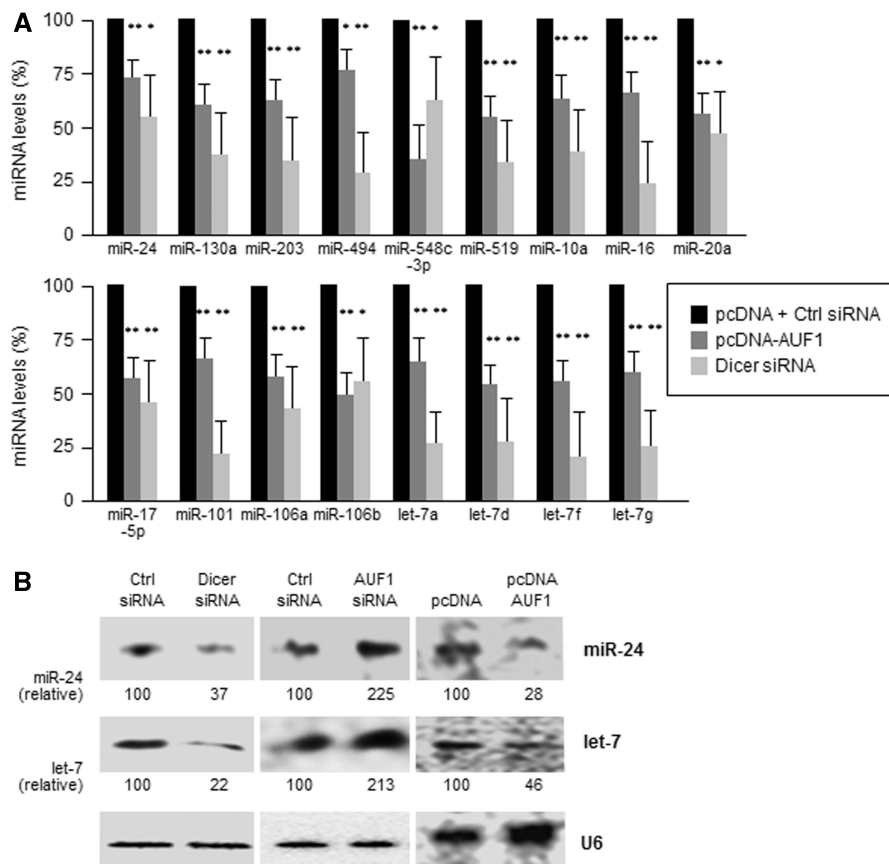 A
miRNA levels (%)
100
75
50
25
0
** * ** ** ** ** * ** ** * ** ** ** ** ** ** ** *
miR-24 miR-130a miR-203 miR-494 miR-548c miR-519 miR-10a miR-16 miR-20a
-3p
miRNA levels (%)
100
75
50
25
0
** ** ** ** ** ** ** * ** ** ** ** ** ** ** **
miR-17 miR-101 miR-106a miR-106b let-7a let-7d let-7f let-7g
-5p
pcDNA + Ctrl siRNA
pcDNA-AUF1
Dicer siRNA
B
Ctrl Dicer Ctrl AUF1 pcDNA
siRNA siRNA siRNA siRNA pcDNA AUF1
miR-24
miR-24
(relative) 100 37 100 225 100 28
let-7
let-7
(relative) 100 22 100 213 100 46
U6